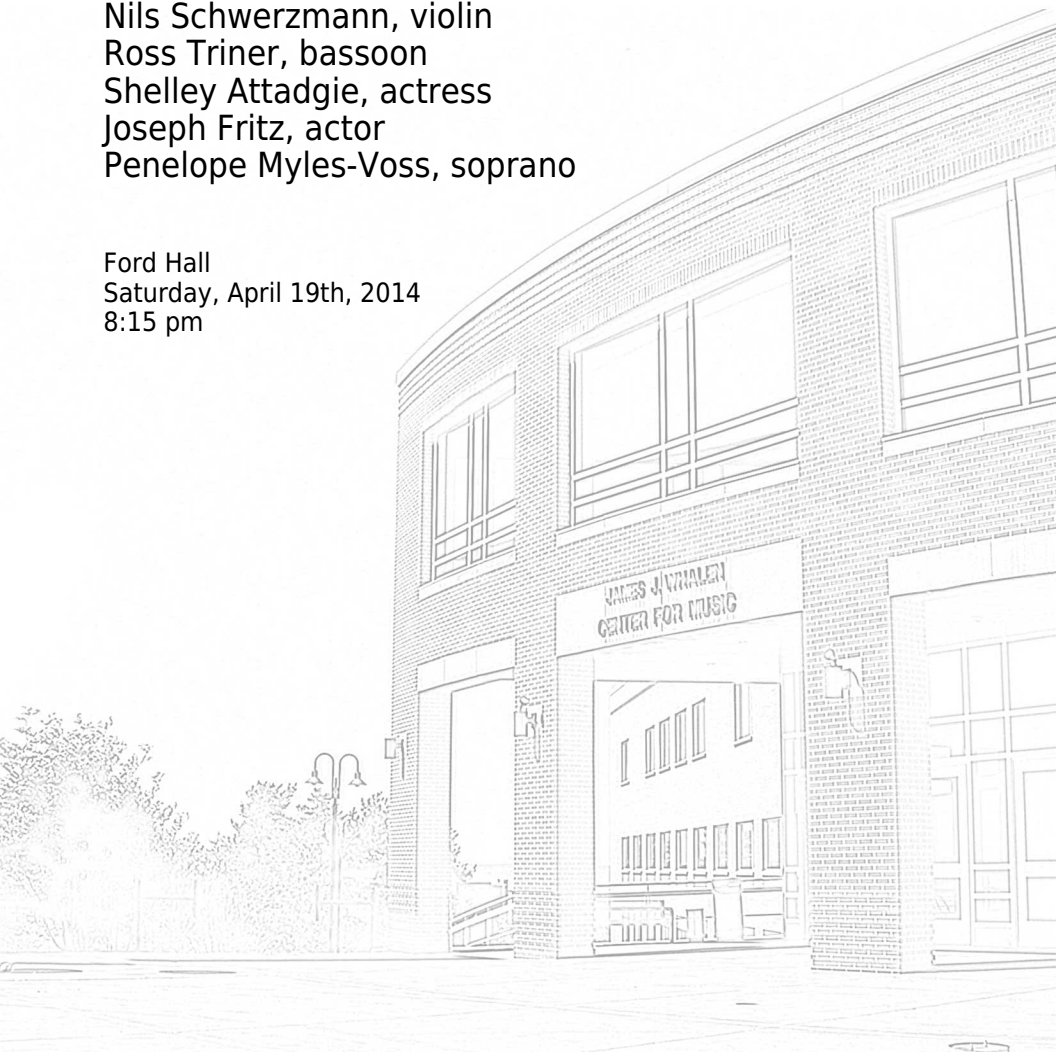 Nils Schwerzmann, violin
Ross Triner, bassoon
Shelley Attadgie, actress
Joseph Fritz, actor
Penelope Myles-Voss, soprano
Ford Hall
Saturday, April 19th, 2014
8:15 pm
JAMES J. WHALEN
CENTER FOR MUSIC